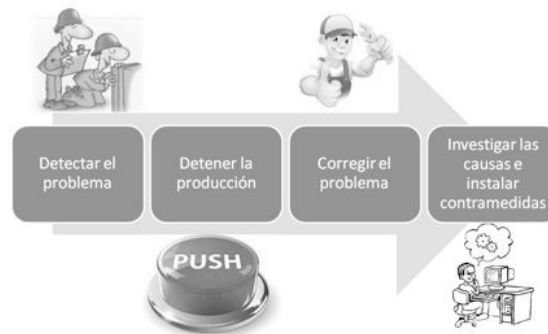 Detectar el
problema
Detener la
producción
Corregir el
problema
Investigar las
causas e
instalar
contramedidas
PUSH